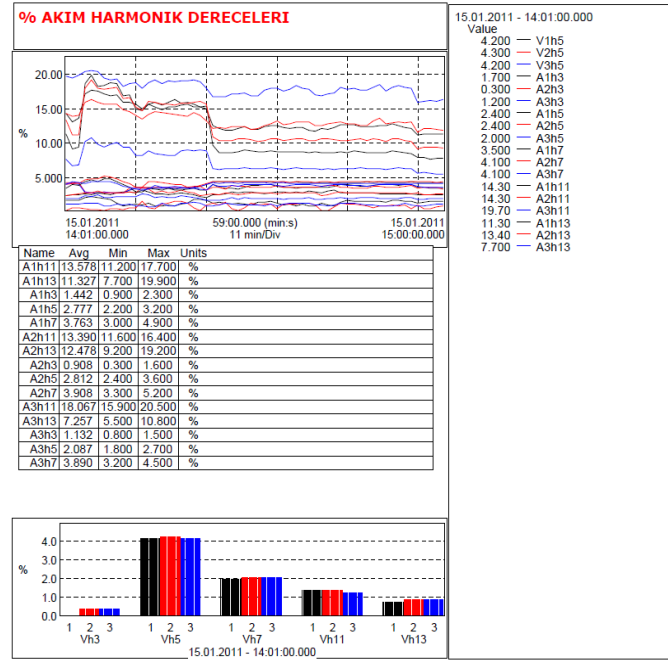 % AKIM HARMONIK DERECELERI
20.00
15.00
%
10.00
5.000
15.01.2011 59:00.000 (min:s) 15.01.2011
14:01:00.000 11 min/Div 15:00:00.000
Name Avg Min Max Units
A1h11 13.578 11.200 17.700 %
A1h13 11.327 7.700 19.900 %
A1h3 1.442 0.900 2.300 %
A1h5 2.777 2.200 3.200 %
A1h7 3.763 3.000 4.900 %
A2h11 13.390 11.600 16.400 %
A2h13 12.478 9.200 19.200 %
A2h3 0.908 0.300 1.600 %
A2h5 2.812 2.400 3.600 %
A2h7 3.908 3.300 5.200 %
A3h11 18.067 15.900 20.500 %
A3h13 7.257 5.500 10.800 %
A3h3 1.132 0.800 1.500 %
A3h5 2.087 1.800 2.700 %
A3h7 3.890 3.200 4.500 %
4.0
3.0
%
2.0
1.0
0.0
1 2 3 1 2 3 1 2 3 1 2 3 1 2 3
Vh3 Vh5 Vh7 Vh11 Vh13
15.01.2011 - 14:01:00.000
15.01.2011 - 14:01:00.000
Value
4.200 V1h5
4.300 V2h5
4.200 V3h5
1.700 A1h3
0.300 A2h3
1.200 A3h3
2.400 A1h5
2.400 A2h5
2.000 A3h5
3.500 A1h7
4.100 A2h7
4.100 A3h7
14.30 A1h11
14.30 A2h11
19.70 A3h11
11.30 A1h13
13.40 A2h13
7.700 A3h13